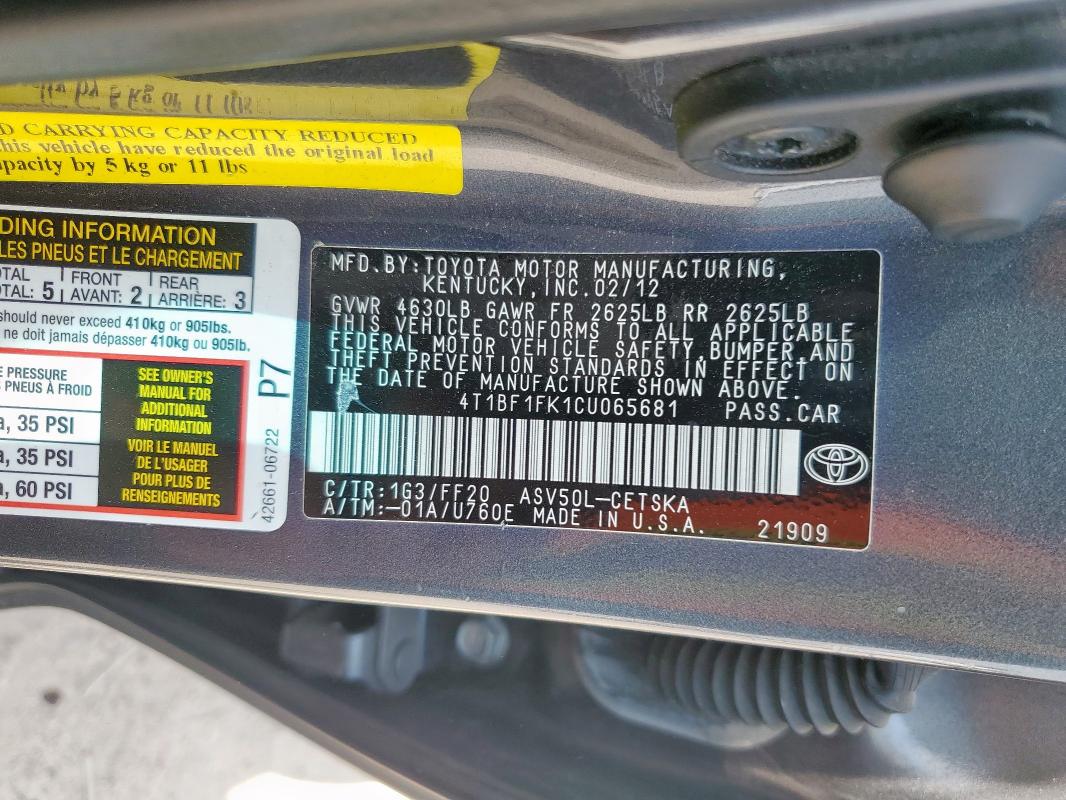 D CARRYING CAPACITY REDUCED
this vehicle have reduced the original load
pacity by 5 kg or 11 lbs
DING INFORMATION
LES PNEUS ET LE CHARGEMENT
OTAL FRONT REAR
OTAL: 5 AVANT: 2 ARRIÈRE: 3
should never exceed 410kg or 905lbs.
ne doit jamais dépasser 410kg ou 905lb.
E PRESSURE
S PNEUS À FROID
a, 35 PSI
a, 35 PSI
a, 60 PSI
SEE OWNER'S
MANUAL FOR
ADDITIONAL
INFORMATION
VOIR LE MANUEL
DE L'USAGER
POUR PLUS DE
RENSEIGNEMENTS
P7
42661-06722
MFD.BY:TOYOTA MOTOR MANUFACTURING,
KENTUCKY, INC.02/12
GVWR 4630LB GAWR FR 2625LB RR 2625LB
THIS VEHICLE CONFORMS TO ALL APPLICABLE
FEDERAL MOTOR VEHICLE SAFETY,BUMPER,AND
THEFT PREVENTION STANDARDS IN EFFECT ON
THE DATE OF MANUFACTURE SHOWN ABOVE.
4T1BF1FK1CU065681 PASS.CAR
C/TR:1G3/FF20 ASV50L-CETSKA
A/TM:-01A/U760E MADE IN U.S.A. 21909